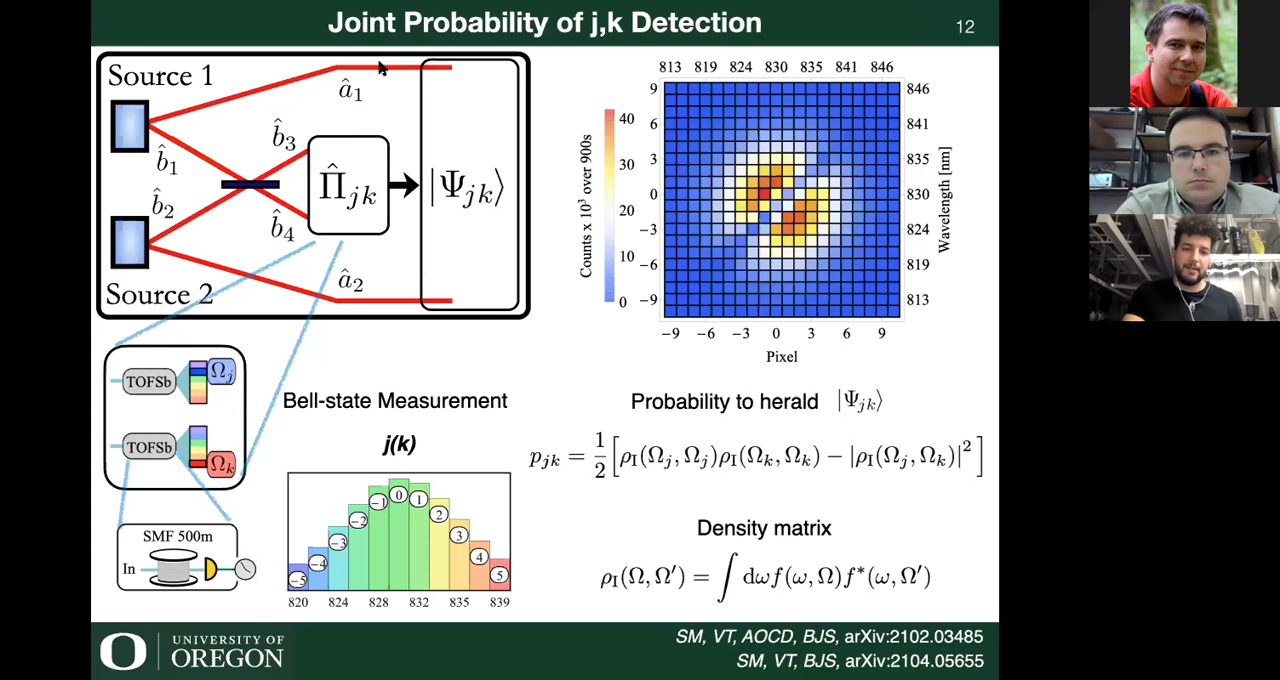 Joint Probability of j,k Detection
12
Source 1
Source 2
â₁
b̂₁
b̂₂
b̂₃
b̂₄
â₂
Π̂ⱼₖ
|Ψⱼₖ⟩
813 819 824 830 835 841 846
9
6
3
0
−3
−6
−9
846
841
835
830
824
819
813
Wavelength [nm]
Counts x 10³ over 900s
40
30
20
10
0
−9 −6 −3 0 3 6 9
Pixel
TOFSb Ωⱼ
TOFSb Ωₖ
SMF 500m
In
Bell-state Measurement
j(k)
−5 −4 −3 −2 −1 0 1 2 3 4 5
820 824 828 832 835 839
Probability to herald |Ψⱼₖ⟩
pⱼₖ = 1/2 [ρ_I(Ωⱼ, Ωⱼ)ρ_I(Ωₖ, Ωₖ) − |ρ_I(Ωⱼ, Ωₖ)|²]
Density matrix
ρ_I(Ω, Ω′) = ∫ dωf(ω, Ω)f*(ω, Ω′)
O
UNIVERSITY OF
OREGON
SM, VT, AOCD, BJS, arXiv:2102.03485
SM, VT, BJS, arXiv:2104.05655